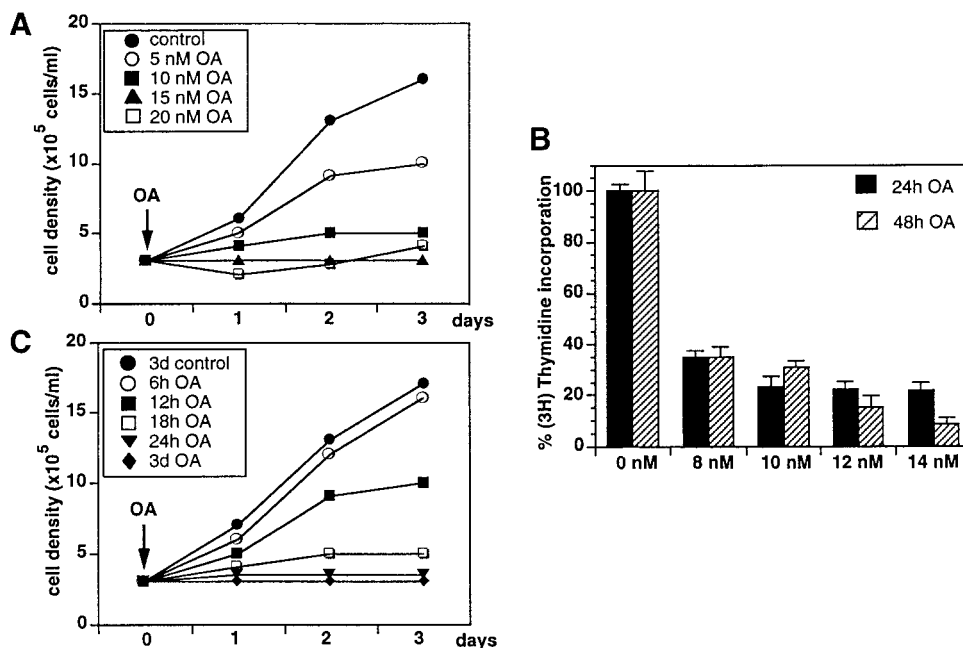 A
cell density (x10⁵ cells/ml)
20
15
10
5
0
control
5 nM OA
10 nM OA
15 nM OA
20 nM OA
OA
0 1 2 3 days
B
% (3H) Thymidine incorporation
100
80
60
40
20
0
24h OA
48h OA
0 nM 8 nM 10 nM 12 nM 14 nM
C
cell density (x10⁵ cells/ml)
20
15
10
5
0
3d control
6h OA
12h OA
18h OA
24h OA
3d OA
OA
0 1 2 3 days